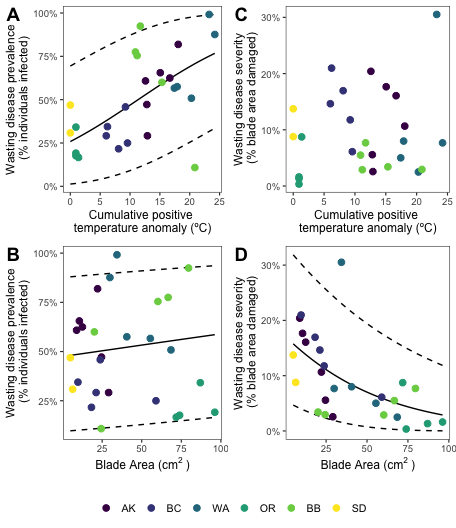 A
Wasting disease prevalence
(% individuals infected)
100%
75%
50%
25%
0%
0 5 10 15 20 25
Cumulative positive
temperature anomaly (ºC)
C
Wasting disease severity
(% blade area damaged)
30%
20%
10%
0%
0 5 10 15 20 25
Cumulative positive
temperature anomaly (ºC)
B
Wasting disease prevalence
(% individuals infected)
100%
75%
50%
25%
25 50 75 100
Blade Area (cm²)
D
Wasting disease severity
(% blade area damaged)
30%
20%
10%
0%
25 50 75 100
Blade Area (cm²)
AK BC WA OR BB SD